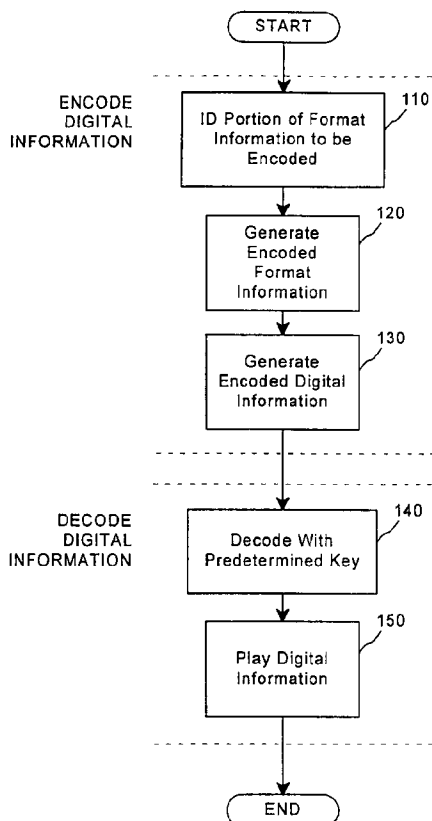 START
ENCODE
DIGITAL
INFORMATION
110
ID Portion of Format
Information to be
Encoded
120
Generate
Encoded
Format
Information
130
Generate
Encoded Digital
Information
DECODE
DIGITAL
INFORMATION
140
Decode With
Predetermined Key
150
Play Digital
Information
END